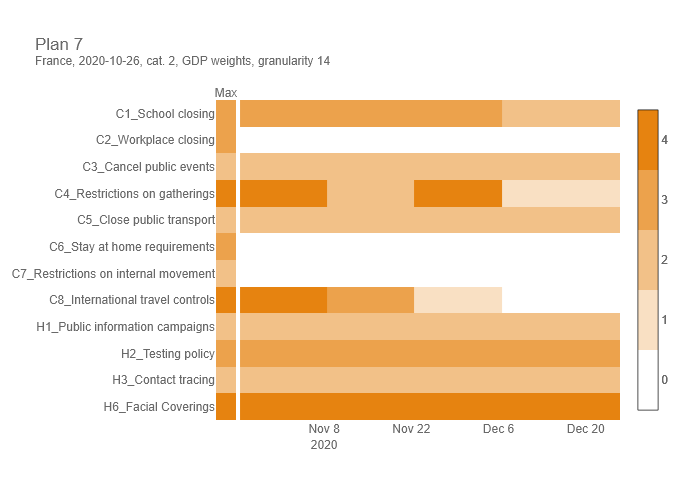 Plan 7
France, 2020-10-26, cat. 2, GDP weights, granularity 14
Max
C1_School closing
C2_Workplace closing
C3_Cancel public events
C4_Restrictions on gatherings
C5_Close public transport
C6_Stay at home requirements
C7_Restrictions on internal movement
C8_International travel controls
H1_Public information campaigns
H2_Testing policy
H3_Contact tracing
H6_Facial Coverings
Nov 8 Nov 22 Dec 6 Dec 20
2020
4
3
2
1
0